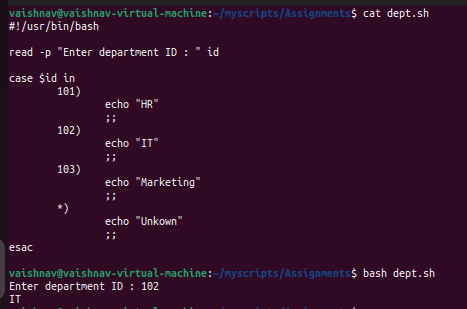 vaishnav@vaishnav-virtual-machine:~/myscripts/Assignments$ cat dept.sh
#!/usr/bin/bash
read -p "Enter department ID : " id
case $id in
101)
echo "HR"
;;
102)
echo "IT"
;;
103)
echo "Marketing"
;;
*)
echo "Unkown"
;;
esac
vaishnav@vaishnav-virtual-machine:~/myscripts/Assignments$ bash dept.sh
Enter department ID : 102
IT